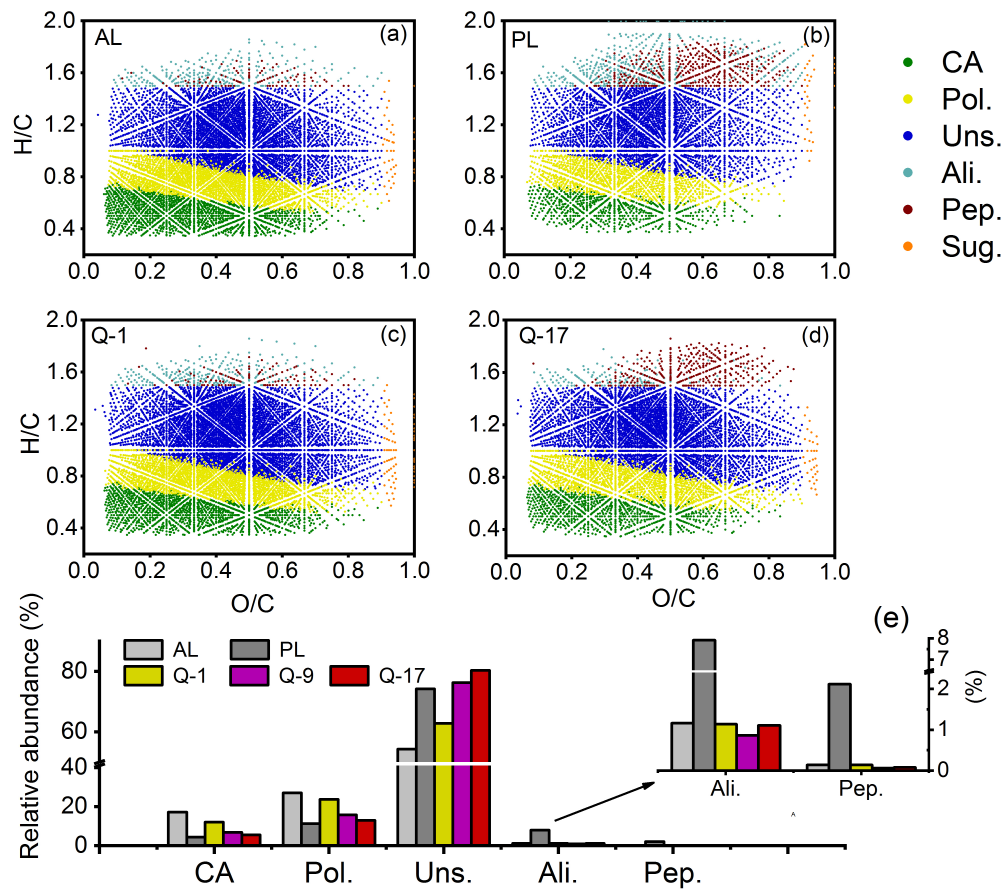 AL
(a)
2.0
1.6
1.2
0.8
0.4
H/C
0.0 0.2 0.4 0.6 0.8 1.0
PL
(b)
2.0
1.6
1.2
0.8
0.4
0.0 0.2 0.4 0.6 0.8 1.0
CA
Pol.
Uns.
Ali.
Pep.
Sug.
Q-1
(c)
2.0
1.6
1.2
0.8
0.4
H/C
0.0 0.2 0.4 0.6 0.8 1.0
O/C
Q-17
(d)
2.0
1.6
1.2
0.8
0.4
0.0 0.2 0.4 0.6 0.8 1.0
O/C
(e)
Relative abundance (%)
80
60
40
20
0
AL PL
Q-1 Q-9 Q-17
8
7
2
1
0
(%)
Ali. Pep.
A
CA Pol. Uns. Ali. Pep.